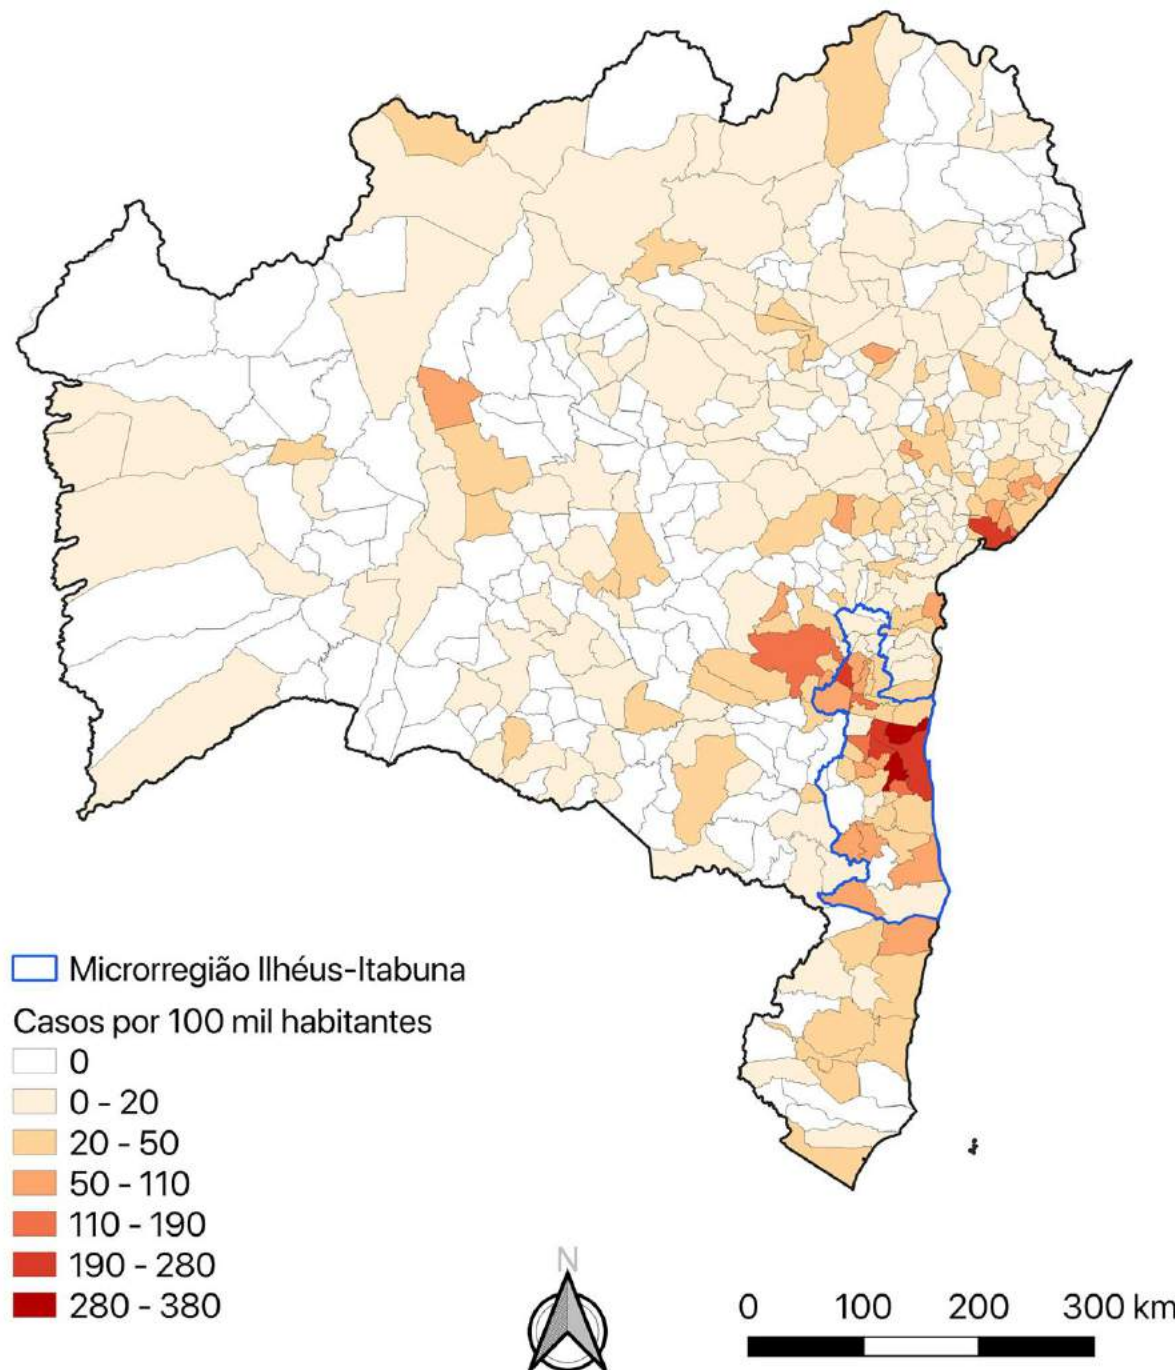 Microrregião Ilhéus-Itabuna
Casos por 100 mil habitantes
0
0 - 20
20 - 50
50 - 110
110 - 190
190 - 280
280 - 380
N
0 100 200 300 km